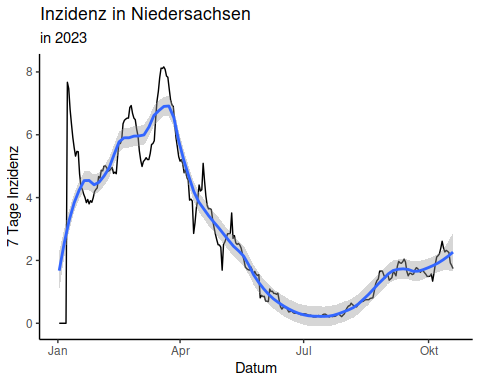 Inzidenz in Niedersachsen
in 2023
7 Tage Inzidenz
8
6
4
2
0
Jan
Apr
Jul
Okt
Datum